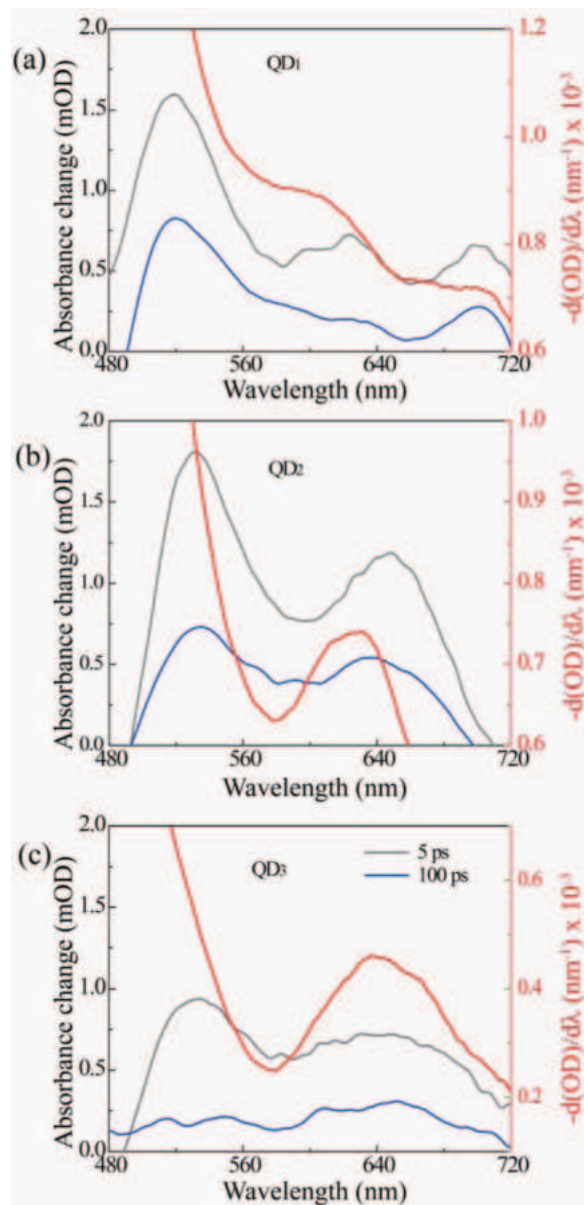 (a)
QD1
2.0
1.5
1.0
0.5
0.0
Absorbance change (mOD)
480
560
640
720
Wavelength (nm)
1.2
1.0
0.8
0.6
-d(OD)/dλ (nm⁻¹) x 10⁻³
(b)
QD2
2.0
1.5
1.0
0.5
0.0
Absorbance change (mOD)
480
560
640
720
Wavelength (nm)
1.0
0.9
0.8
0.7
0.6
-d(OD)/dλ (nm⁻¹) x 10⁻³
(c)
QD3
5 ps
100 ps
2.0
1.5
1.0
0.5
0.0
Absorbance change (mOD)
480
560
640
720
Wavelength (nm)
0.6
0.4
0.2
-d(OD)/dλ (nm⁻¹) x 10⁻³